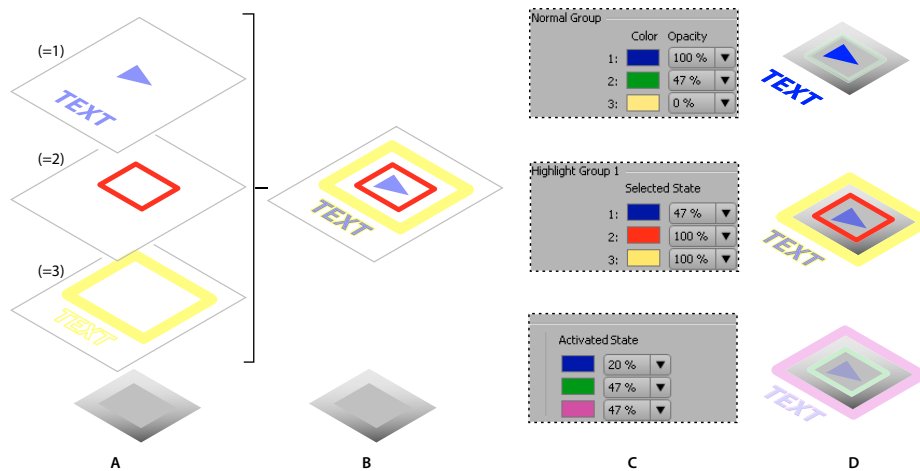 (=1)
TEXT
(=2)
(=3)
TEXT
A
TEXT
B
Normal Group
Color Opacity
1: 100 %
2: 47 %
3: 0 %
Highlight Group 1
Selected State
1: 47 %
2: 100 %
3: 100 %
Activated State
20 %
47 %
47 %
C
TEXT
TEXT
TEXT
D